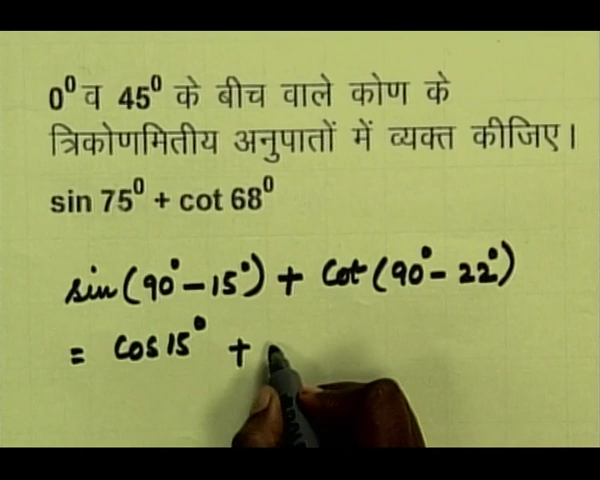 0⁰ व 45⁰ के बीच वाले कोण के
त्रिकोणमितीय अनुपातों में व्यक्त कीजिए।
sin 75⁰ + cot 68⁰
sin (90° - 15°) + cot (90° - 22°)
= cos 15° +